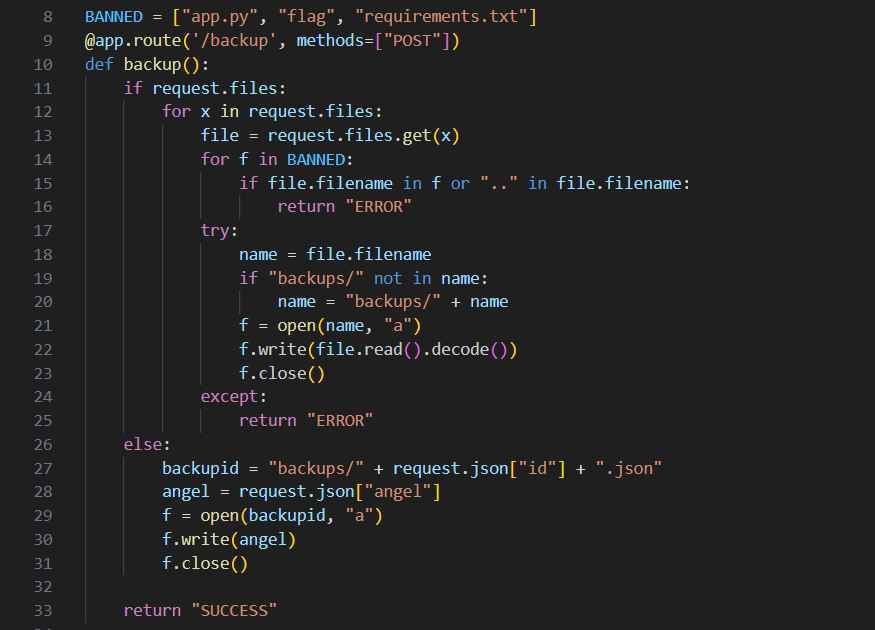 8 BANNED = ["app.py", "flag", "requirements.txt"]
9 @app.route('/backup', methods=["POST"])
10 def backup():
11     if request.files:
12         for x in request.files:
13             file = request.files.get(x)
14             for f in BANNED:
15                 if file.filename in f or ".." in file.filename:
16                     return "ERROR"
17             try:
18                 name = file.filename
19                 if "backups/" not in name:
20                     name = "backups/" + name
21                 f = open(name, "a")
22                 f.write(file.read().decode())
23                 f.close()
24             except:
25                 return "ERROR"
26     else:
27         backupid = "backups/" + request.json["id"] + ".json"
28         angel = request.json["angel"]
29         f = open(backupid, "a")
30         f.write(angel)
31         f.close()
32
33     return "SUCCESS"